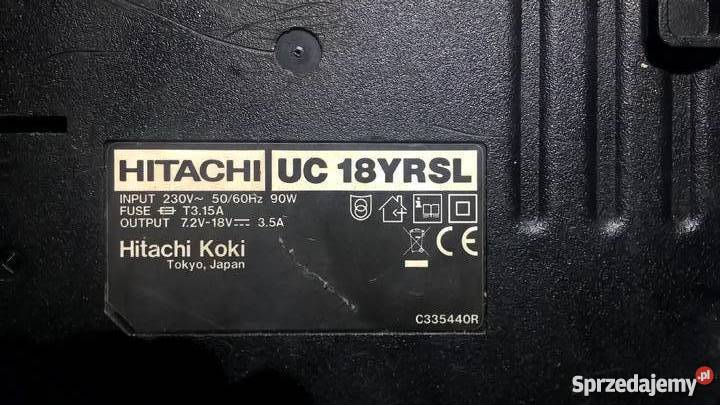 HITACHI UC 18YRSL
INPUT 230V~ 50/60Hz 90W
FUSE T3.15A
OUTPUT 7.2V-18V⎓ 3.5A
Hitachi Koki
Tokyo, Japan
CE
C335440R
Sprzedajemy.pl